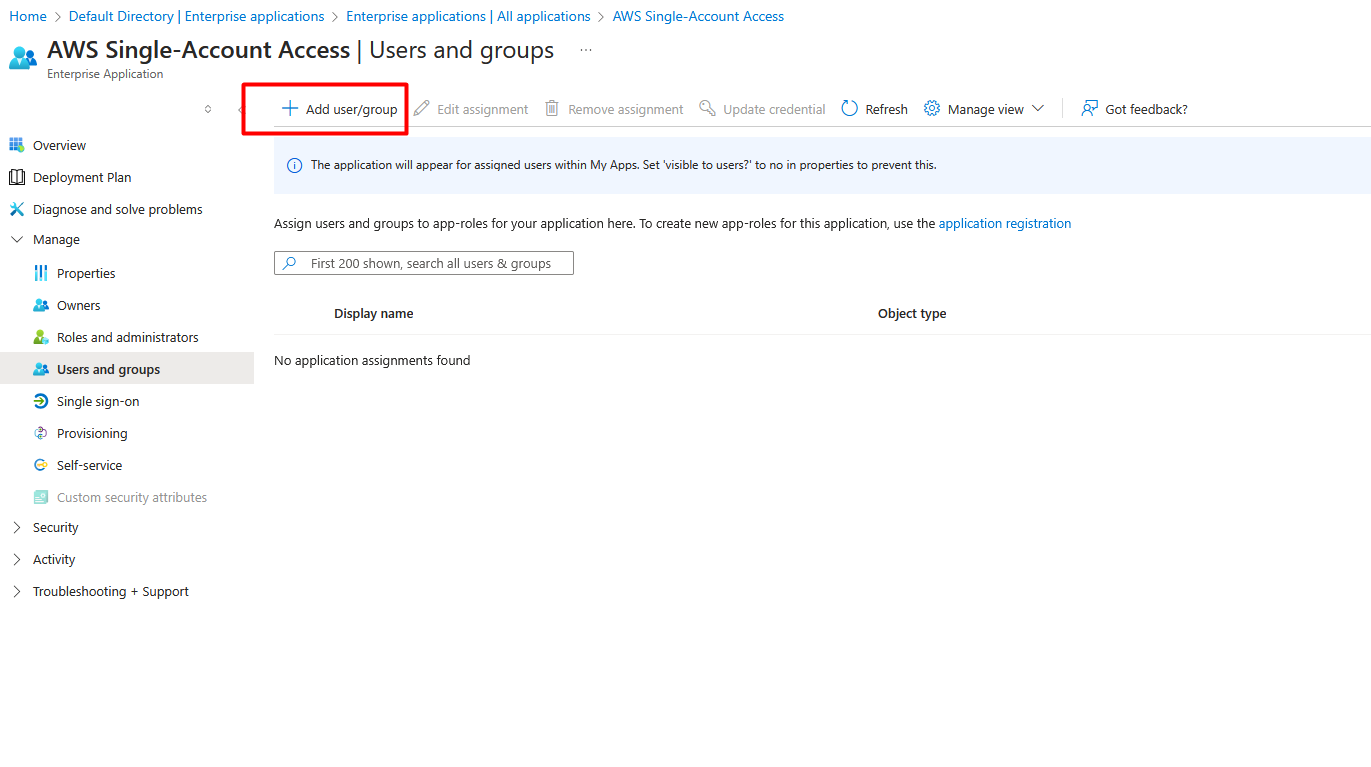 Home > Default Directory | Enterprise applications > Enterprise applications | All applications > AWS Single-Account Access
AWS Single-Account Access | Users and groups ...
Enterprise Application
Add user/group Edit assignment Remove assignment Update credential Refresh Manage view Got feedback?
Overview
Deployment Plan
Diagnose and solve problems
Manage
Properties
Owners
Roles and administrators
Users and groups
Single sign-on
Provisioning
Self-service
Custom security attributes
Security
Activity
Troubleshooting + Support
The application will appear for assigned users within My Apps. Set 'visible to users?' to no in properties to prevent this.
Assign users and groups to app-roles for your application here. To create new app-roles for this application, use the application registration
First 200 shown, search all users & groups
Display name Object type
No application assignments found